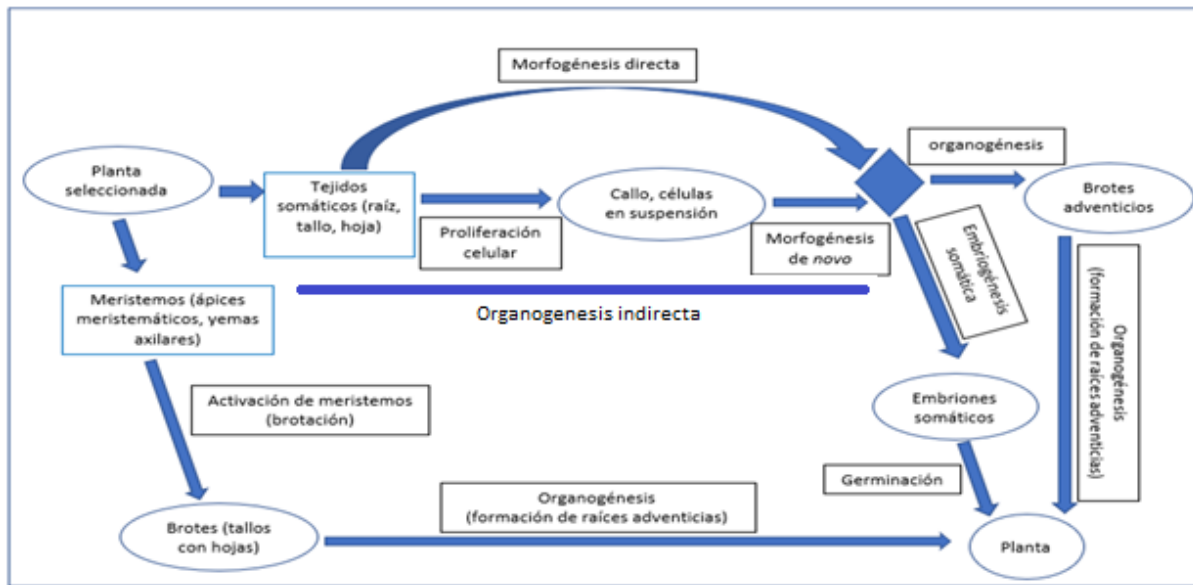 Morfogénesis directa
Planta
seleccionada
Tejidos
somáticos (raíz,
tallo, hoja)
Proliferación
celular
Callo, células
en suspensión
Morfogénesis
de novo
organogénesis
Brotes
adventicios
Embriogénesis
somática
Organogenesis indirecta
Meristemos (ápices
meristemáticos, yemas
axilares)
Activación de meristemos
(brotación)
Embriones
somáticos
Organogénesis
(formación de raíces adventicias)
Germinación
Brotes (tallos
con hojas)
Organogénesis
(formación de raíces adventicias)
Planta